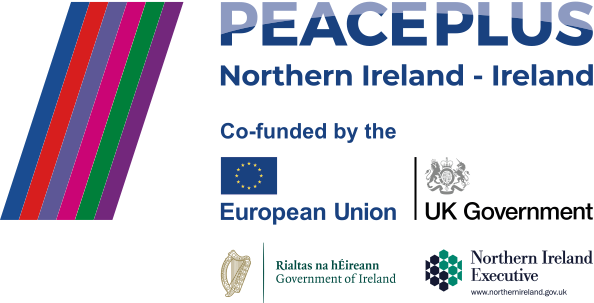 PEACEPLUS
Northern Ireland - Ireland
Co-funded by the
European Union
UK Government
Rialtas na hÉireann
Government of Ireland
Northern Ireland
Executive
www.northernireland.gov.uk